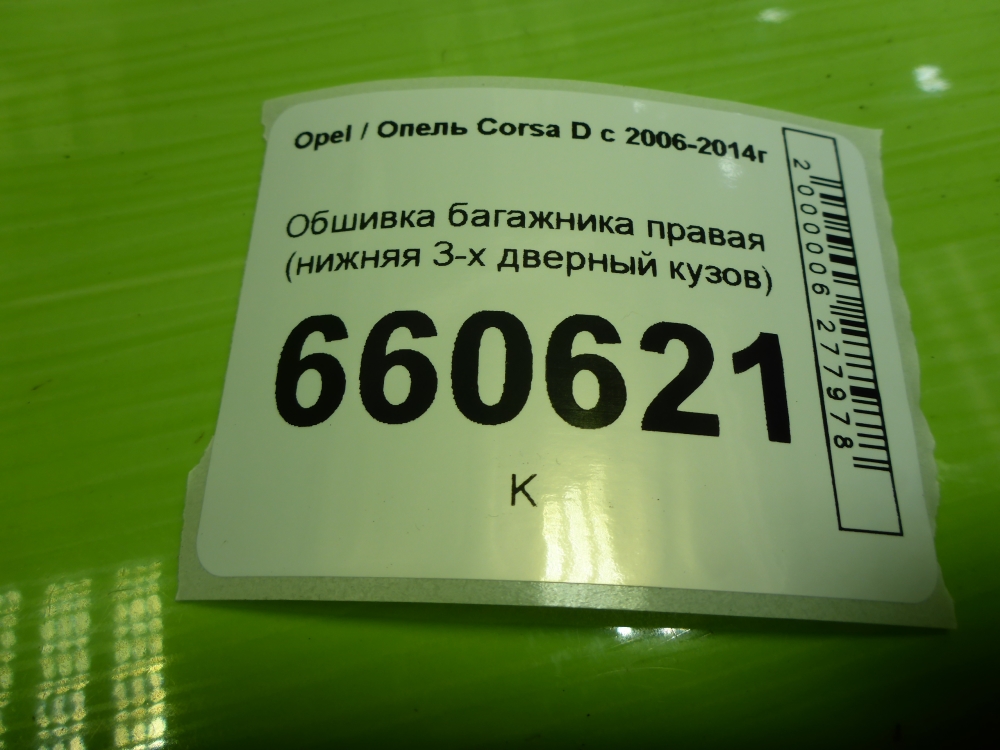 Opel / Опель Corsa D с 2006-2014г
Обшивка багажника правая
(нижняя 3-х дверный кузов)
660621
К
2000006277978